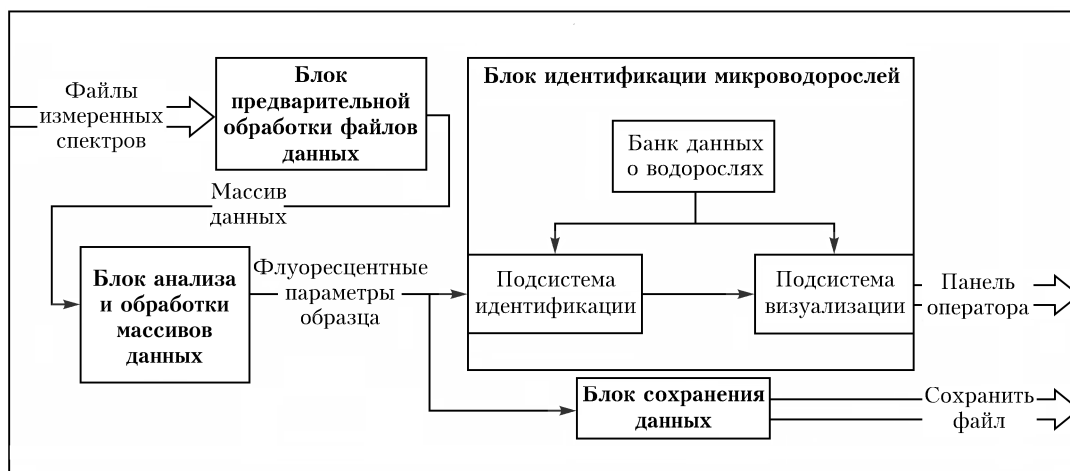 Файлы
измеренных
спектров
Блок
предварительной
обработки файлов
данных
Массив
данных
Блок анализа
и обработки
массивов
данных
Флуоресцентные
параметры
образца
Блок идентификации микроводорослей
Банк данных
о водорослях
Подсистема
идентификации
Подсистема
визуализации
Панель
оператора
Блок сохранения
данных
Сохранить
файл